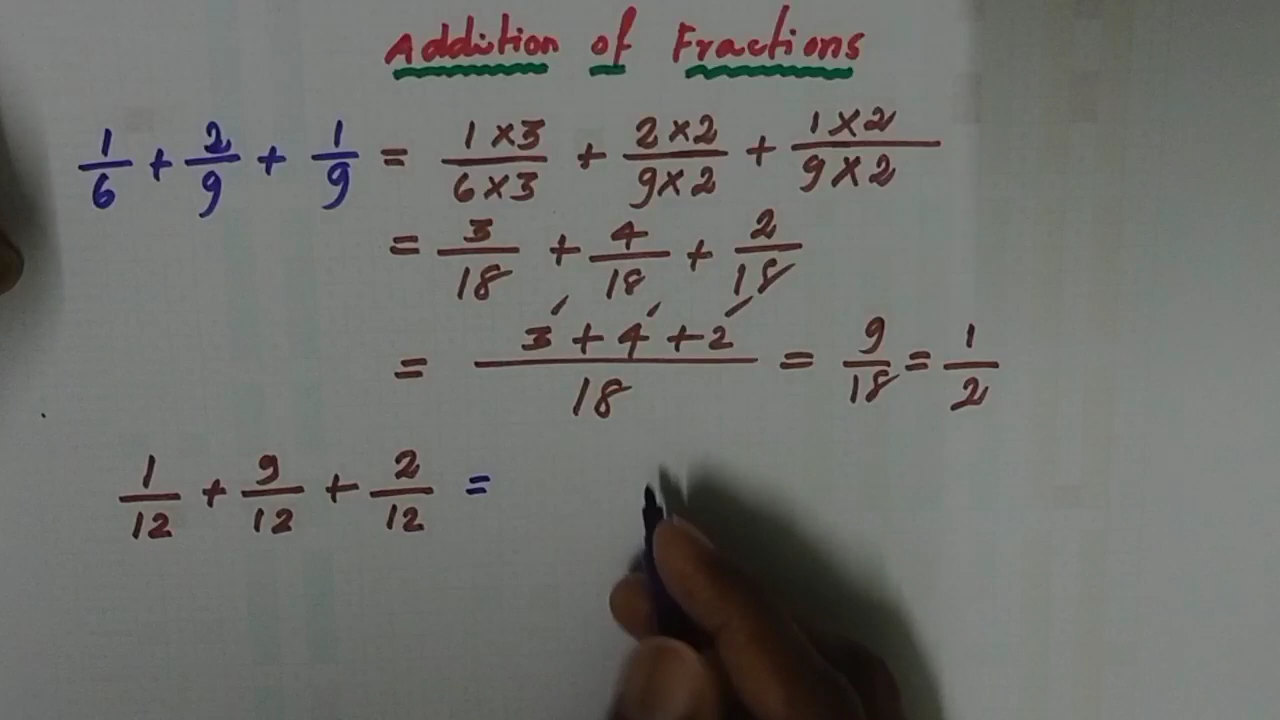 Addition of Fractions
1/6 + 2/9 + 1/9 = 1×3/6×3 + 2×2/9×2 + 1×2/9×2
= 3/18 + 4/18 + 2/18
= 3+4+2/18 = 9/18 = 1/2
1/12 + 9/12 + 2/12 =